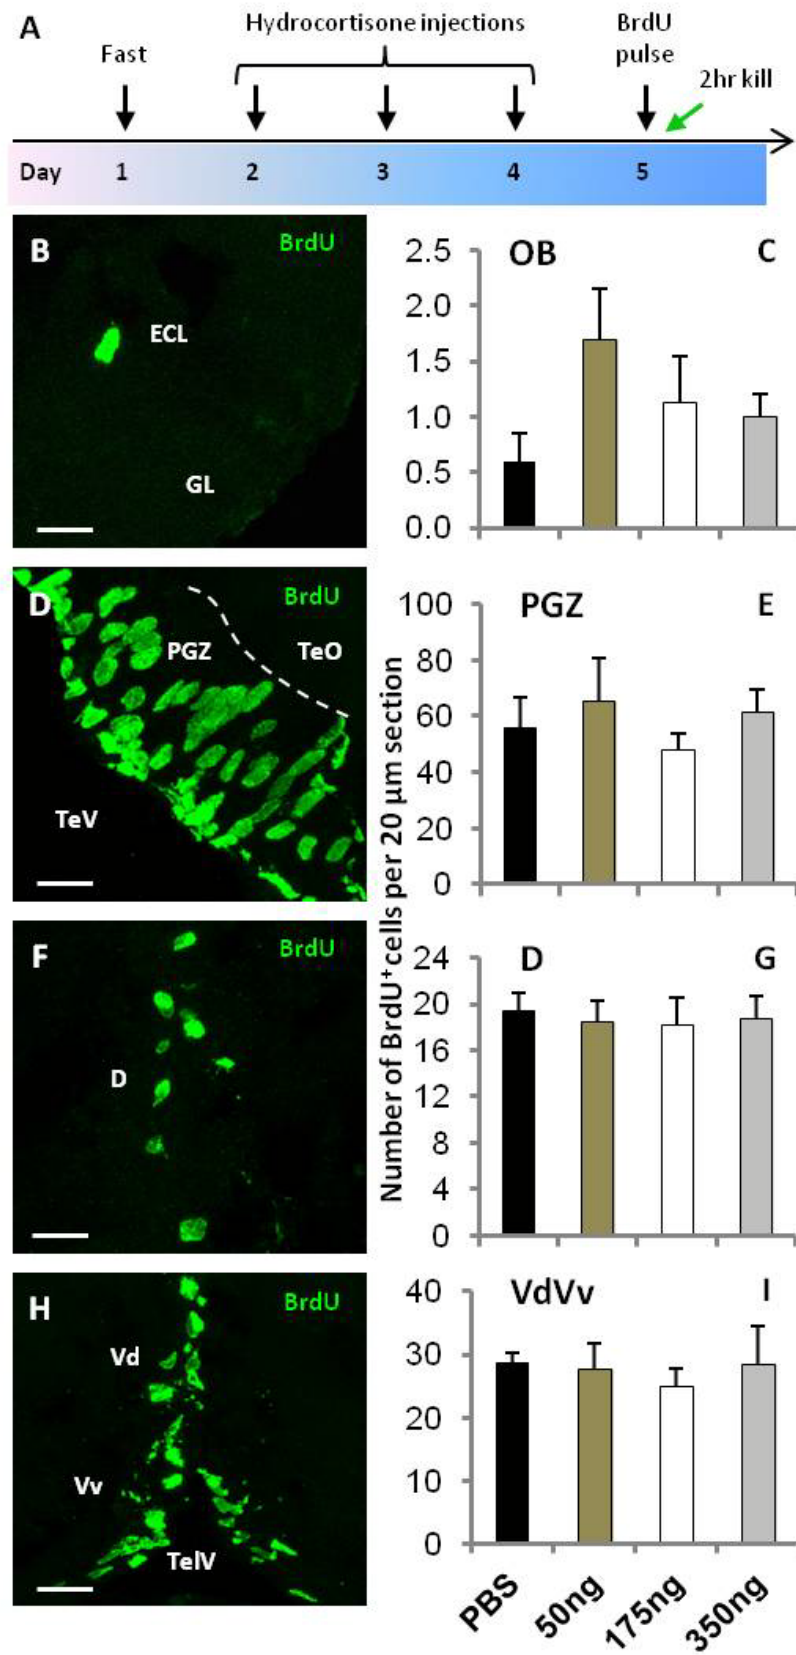 A
Fast
Hydrocortisone injections
BrdU
pulse
2hr kill
Day 1 2 3 4 5
B
BrdU
ECL
GL
OB
C
2.5
2.0
1.5
1.0
0.5
0.0
D
BrdU
PGZ
TeO
TeV
PGZ
E
100
80
60
40
20
0
Number of BrdU⁺cells per 20 µm section
F
BrdU
D
D
G
24
20
16
12
8
4
0
H
BrdU
Vd
Vv
TelV
VdVv
I
40
30
20
10
0
PBS
50ng
175ng
350ng